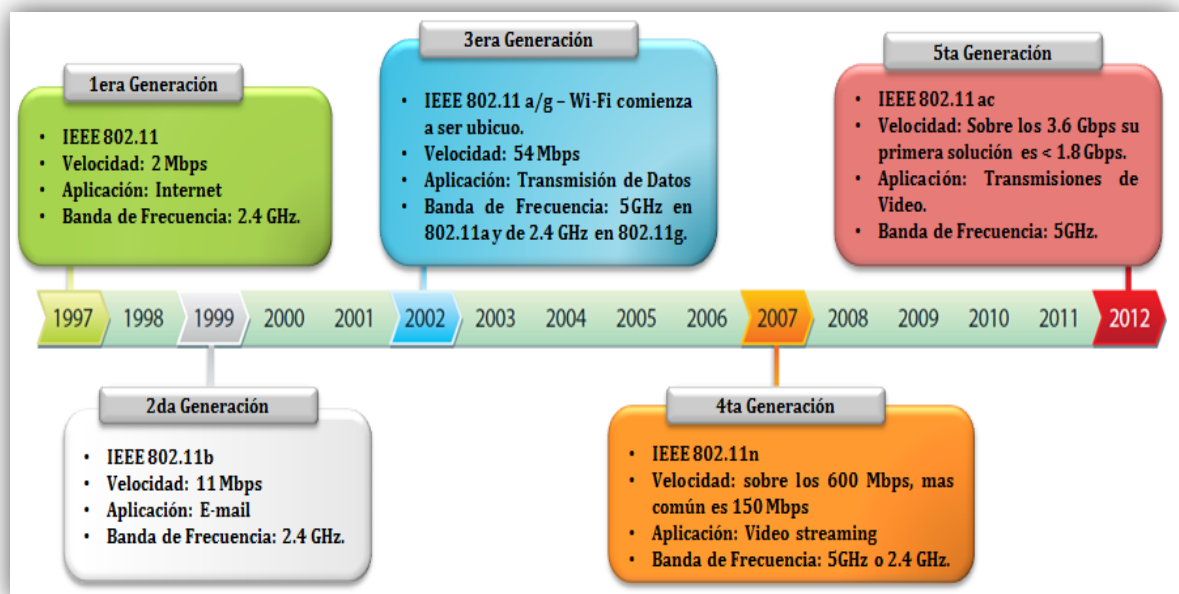 1era Generación
• IEEE 802.11
• Velocidad: 2 Mbps
• Aplicación: Internet
• Banda de Frecuencia: 2.4 GHz.
3era Generación
• IEEE 802.11 a/g – Wi-Fi comienza
a ser ubicuo.
• Velocidad: 54 Mbps
• Aplicación: Transmisión de Datos
• Banda de Frecuencia: 5GHz en
802.11a y de 2.4 GHz en 802.11g.
5ta Generación
• IEEE 802.11 ac
• Velocidad: Sobre los 3.6 Gbps su
primera solución es < 1.8 Gbps.
• Aplicación: Transmisiones de
Video.
• Banda de Frecuencia: 5GHz.
1997 1998 1999 2000 2001 2002 2003 2004 2005 2006 2007 2008 2009 2010 2011 2012
2da Generación
• IEEE 802.11b
• Velocidad: 11 Mbps
• Aplicación: E-mail
• Banda de Frecuencia: 2.4 GHz.
4ta Generación
• IEEE 802.11n
• Velocidad: sobre los 600 Mbps, mas
común es 150 Mbps
• Aplicación: Video streaming
• Banda de Frecuencia: 5GHz o 2.4 GHz.